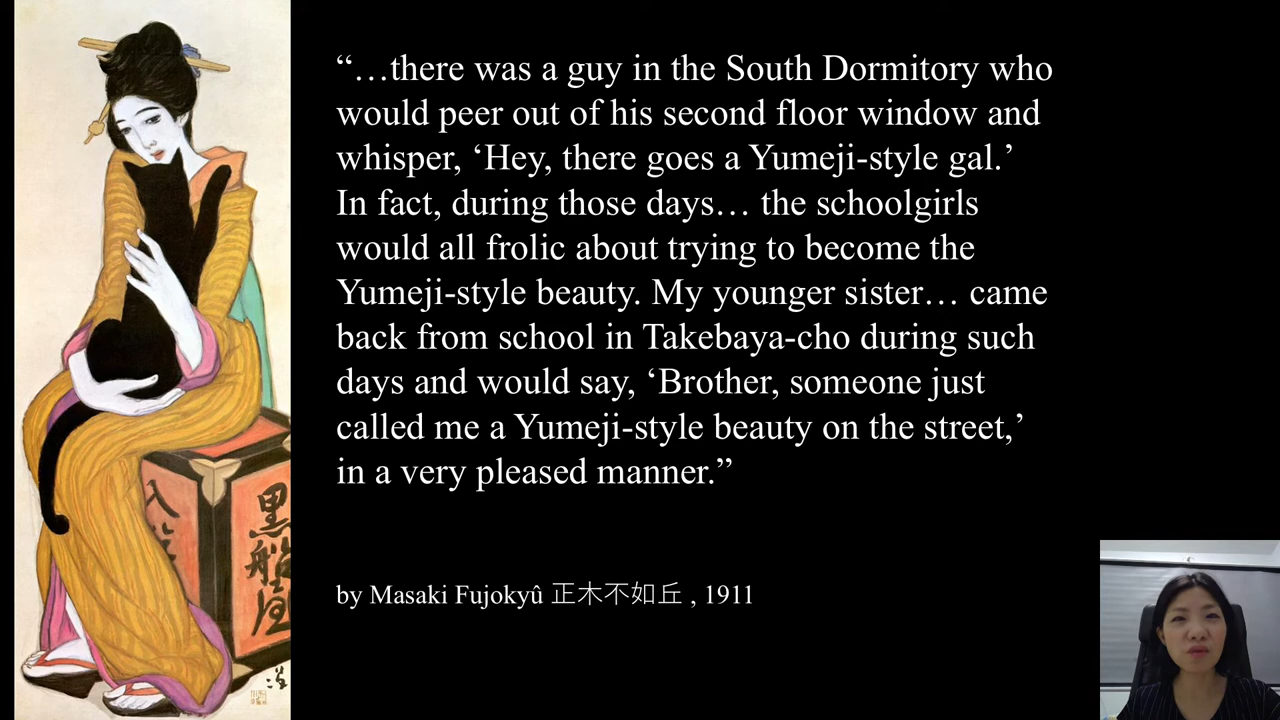 “…there was a guy in the South Dormitory who
would peer out of his second floor window and
whisper, ‘Hey, there goes a Yumeji-style gal.’
In fact, during those days… the schoolgirls
would all frolic about trying to become the
Yumeji-style beauty. My younger sister… came
back from school in Takebaya-cho during such
days and would say, ‘Brother, someone just
called me a Yumeji-style beauty on the street,’
in a very pleased manner.”
by Masaki Fujokyû 正木不如丘 , 1911
黒船屋